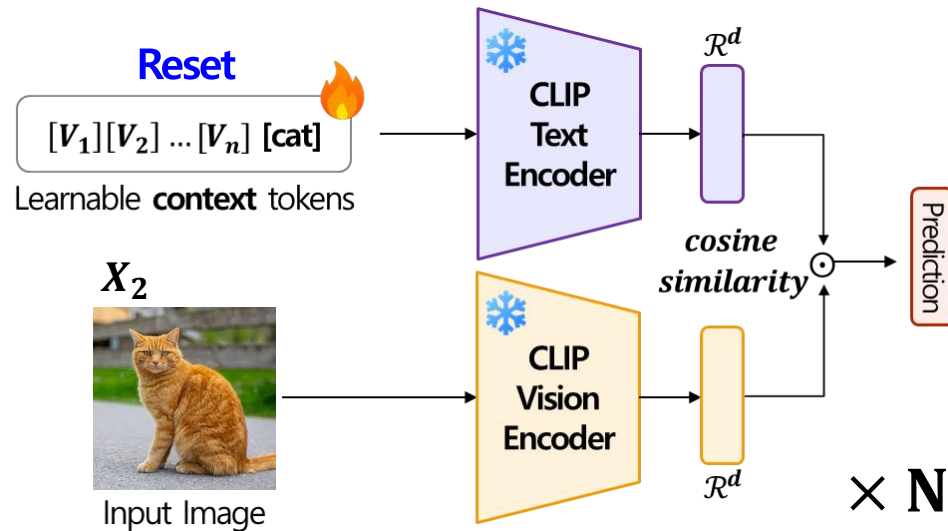 Reset
[V₁][V₂] ... [Vₙ] [cat]
Learnable context tokens
CLIP
Text
Encoder
ℛᵈ
cosine
similarity
⊙
Prediction
X₂
Input Image
CLIP
Vision
Encoder
ℛᵈ
× N